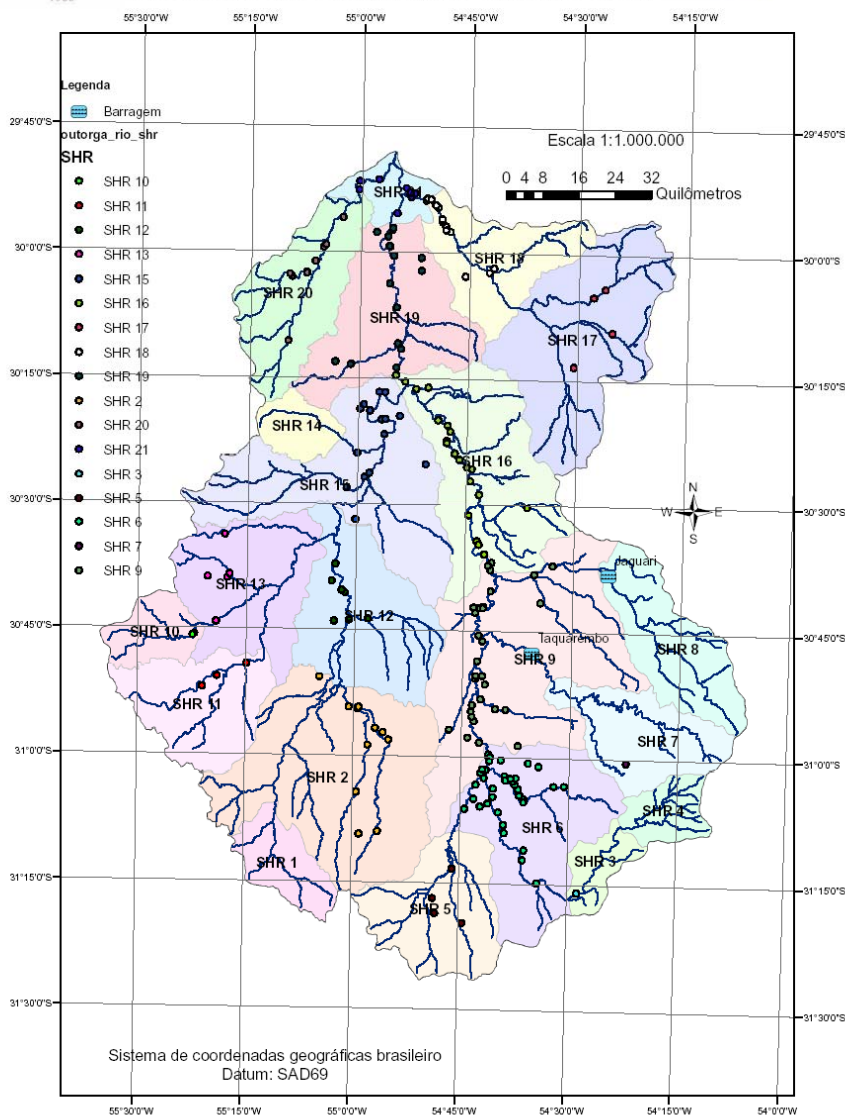 55°30'0"W 55°15'0"W 55°0'0"W 54°45'0"W 54°30'0"W 54°15'0"W
Legenda
Barragem
outorga_rio_shr
SHR
SHR 10
SHR 11
SHR 12
SHR 13
SHR 15
SHR 16
SHR 17
SHR 18
SHR 19
SHR 2
SHR 20
SHR 21
SHR 3
SHR 5
SHR 6
SHR 7
SHR 9
Escala 1:1.000.000
0 4 8 16 24 32
Quilômetros
29°45'0"S 29°45'0"S
30°0'0"S 30°0'0"S
30°15'0"S 30°15'0"S
30°30'0"S 30°30'0"S
30°45'0"S 30°45'0"S
31°0'0"S 31°0'0"S
31°15'0"S 31°15'0"S
31°30'0"S 31°30'0"S
SHR 18
SHR 20
SHR 19
SHR 17
SHR 14
SHR 16
SHR 15
N
W E
S
Jaquari
SHR 13
SHR 12
SHR 10
Taquarembo
SHR 9
SHR 8
SHR 11
SHR 7
SHR 2
SHR 4
SHR 6
SHR 1
SHR 3
SHR 5
Sistema de coordenadas geográficas brasileiro
Datum: SAD69
55°30'0"W 55°15'0"W 55°0'0"W 54°45'0"W 54°30'0"W 54°15'0"W 54°0'0"W